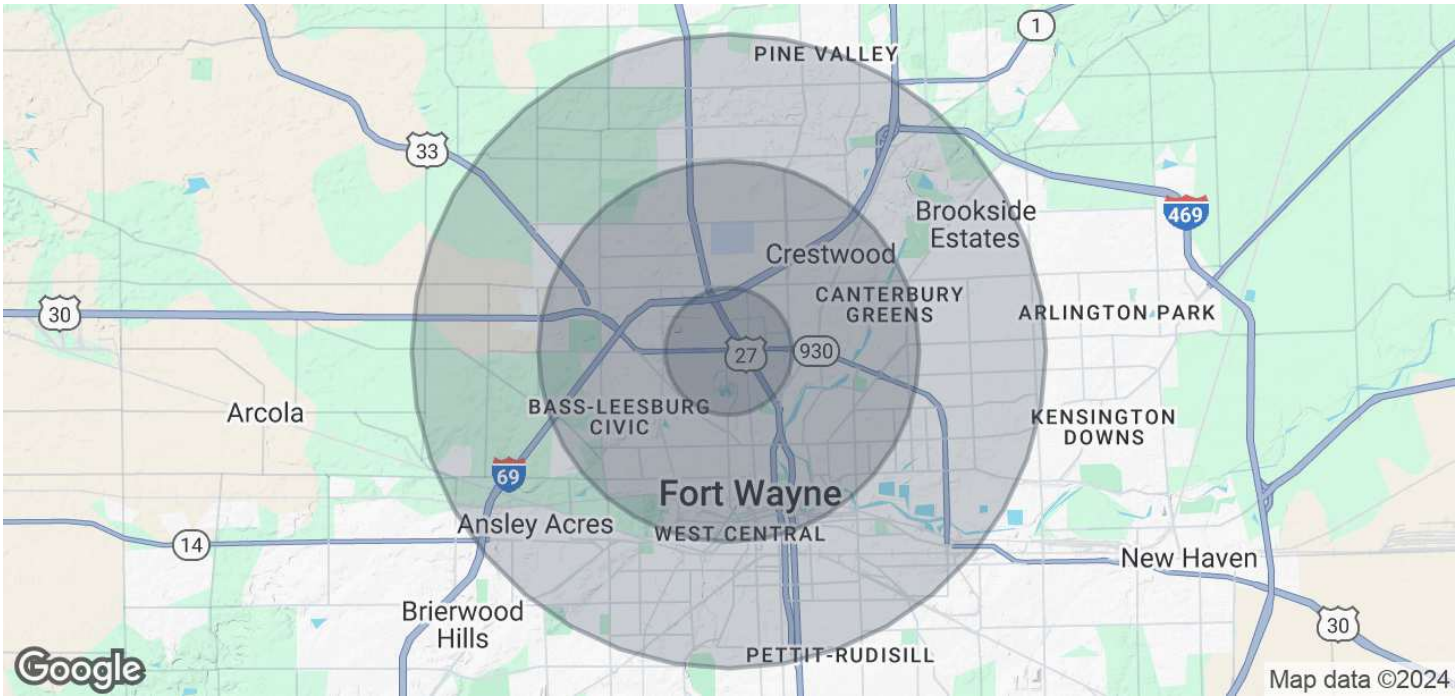 1
PINE VALLEY
33
Brookside
Estates
469
Crestwood
CANTERBURY
GREENS
30
ARLINGTON PARK
27
930
BASS-LEESBURG
CIVIC
Arcola
KENSINGTON
DOWNS
69
Fort Wayne
Ansley Acres
WEST CENTRAL
14
New Haven
Brierwood
Hills
30
PETTIT-RUDISILL
Google
Map data ©2024